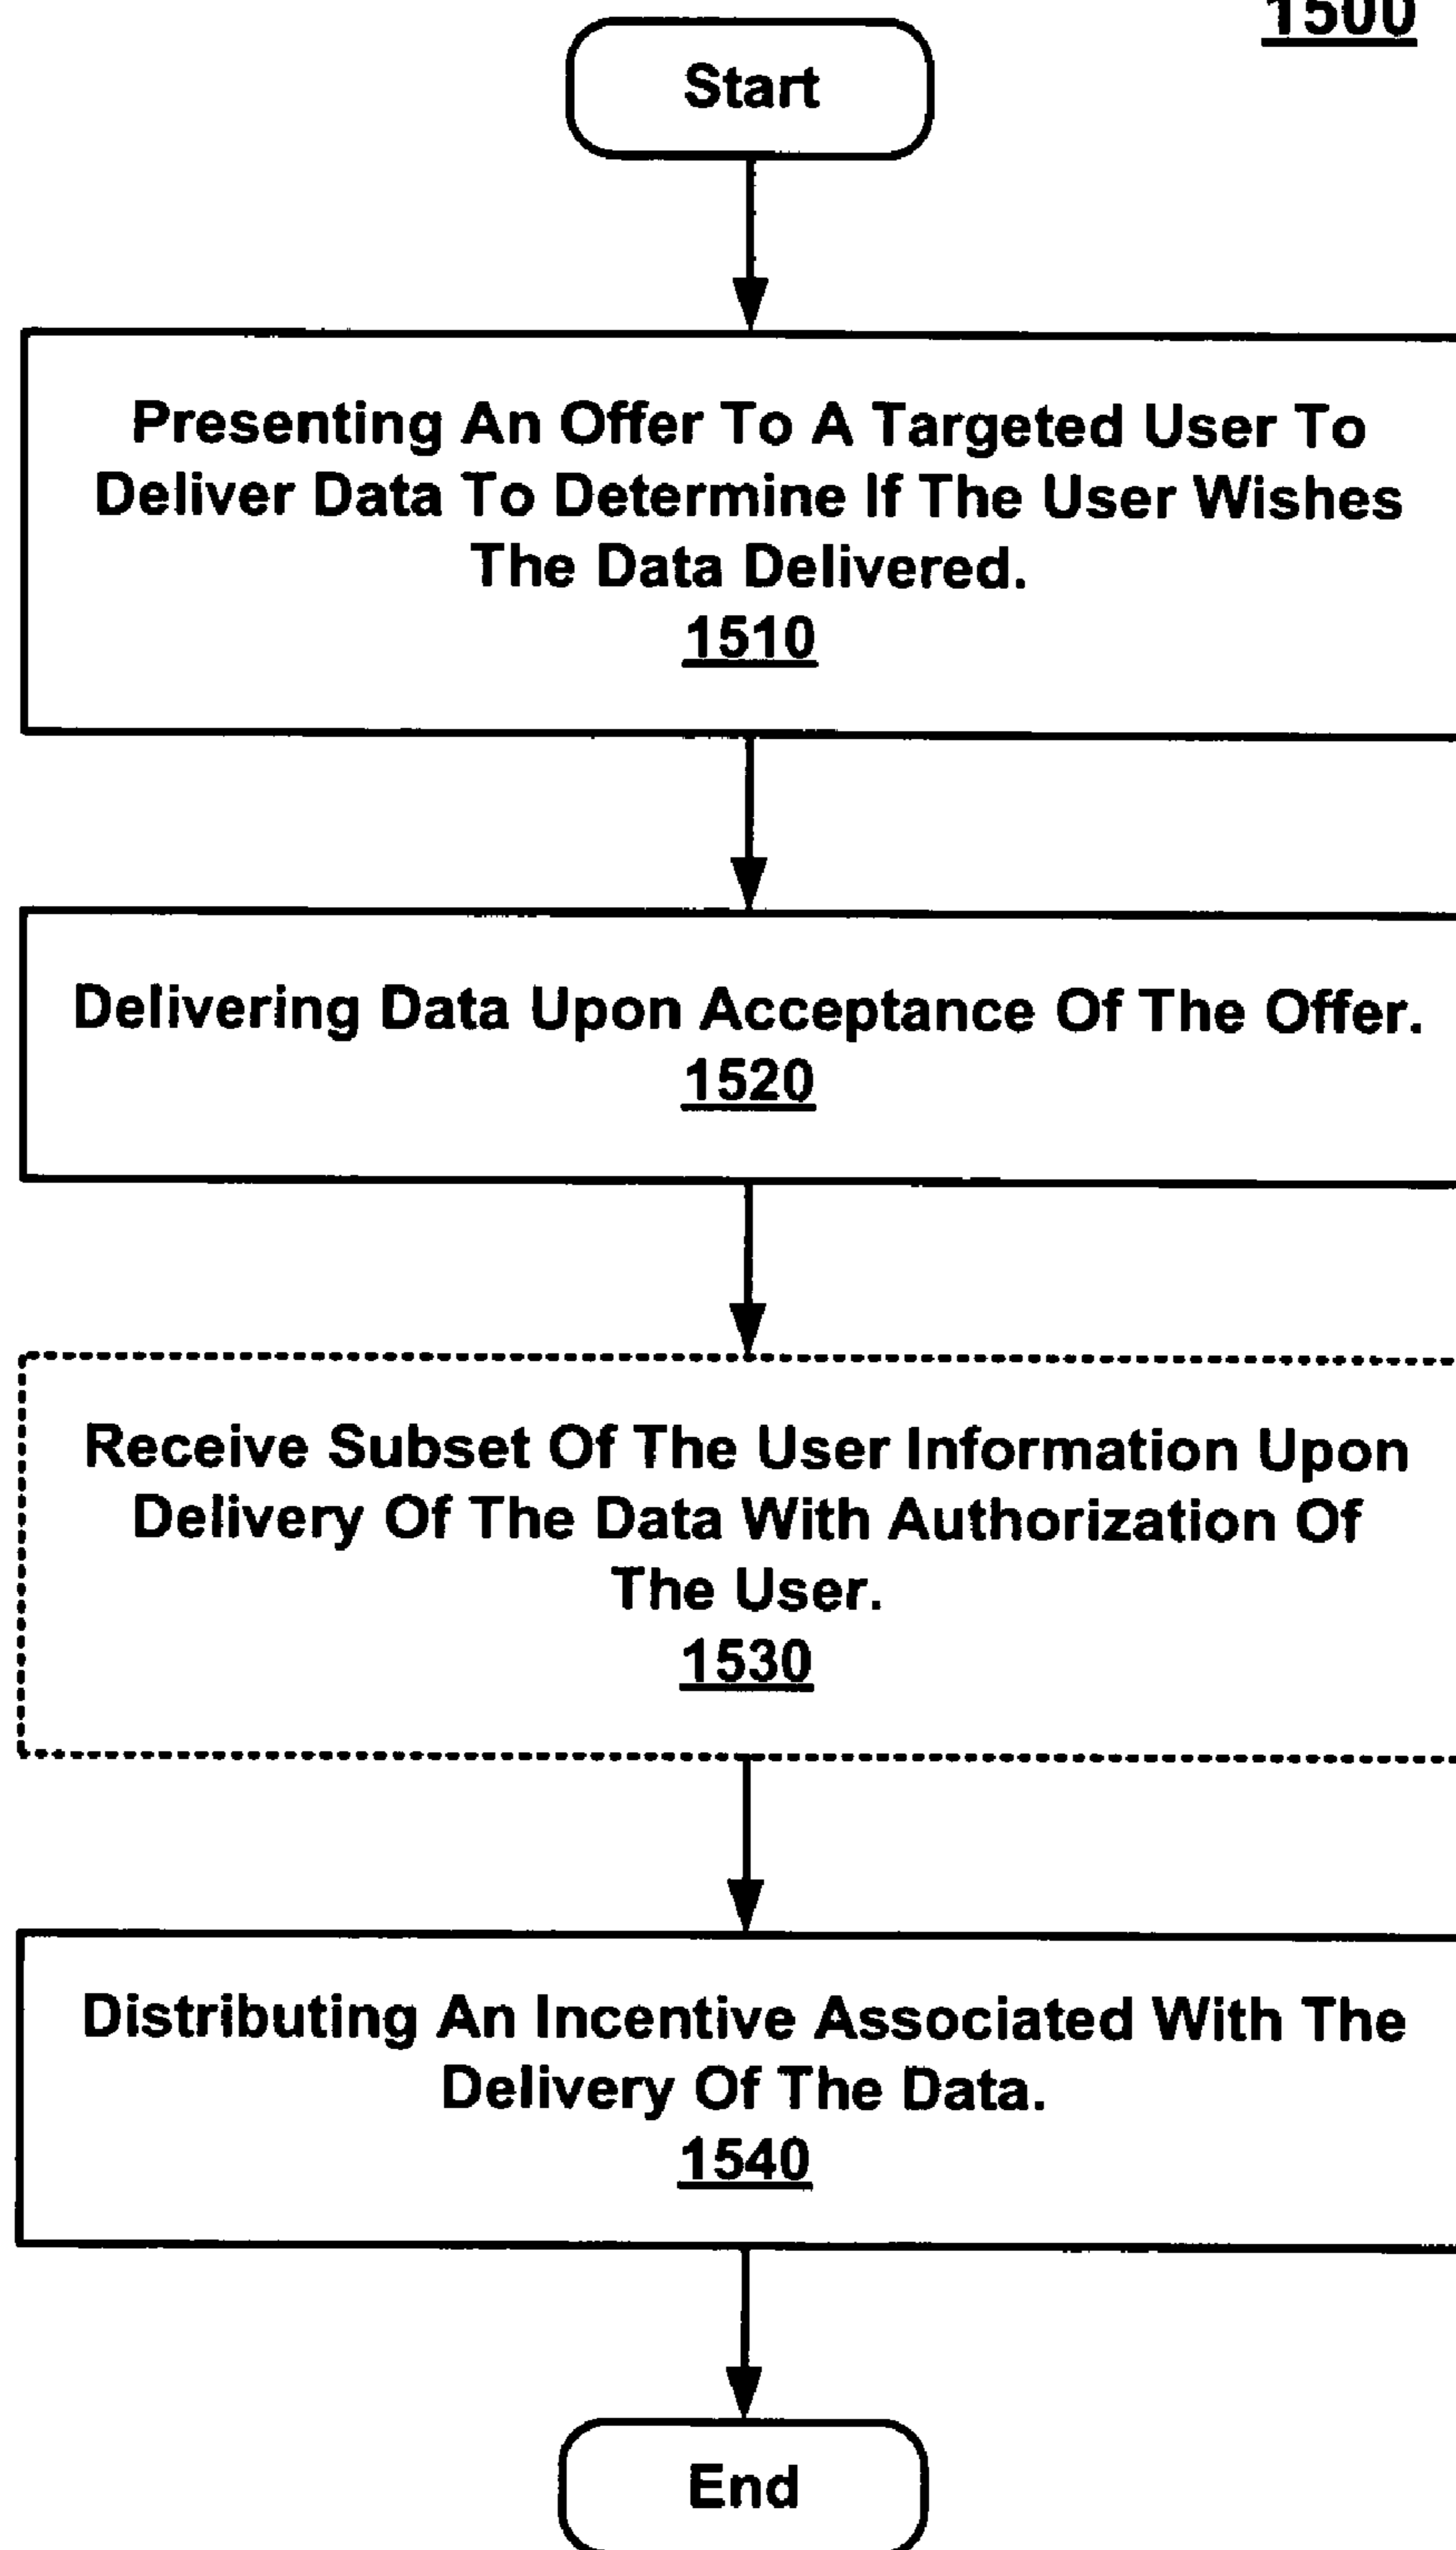 1500
Start
Presenting An Offer To A Targeted User To
Deliver Data To Determine If The User Wishes
The Data Delivered.
1510
Delivering Data Upon Acceptance Of The Offer.
1520
Receive Subset Of The User Information Upon
Delivery Of The Data With Authorization Of
The User.
1530
Distributing An Incentive Associated With The
Delivery Of The Data.
1540
End